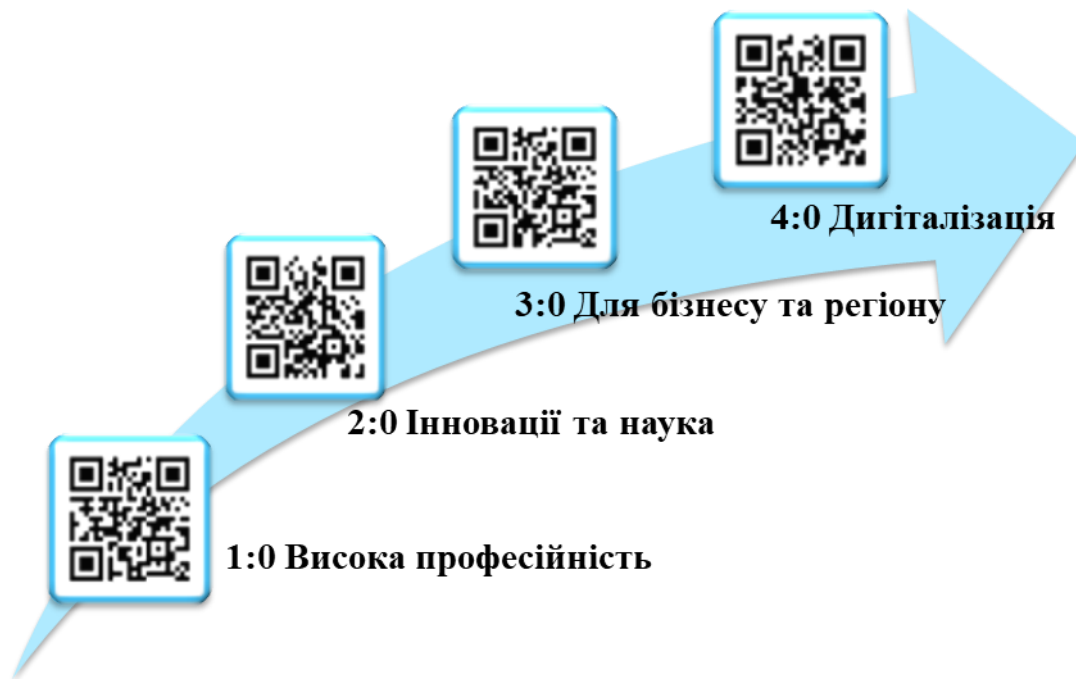 4:0 Дигіталізація
3:0 Для бізнесу та регіону
2:0 Інновації та наука
1:0 Висока професійність